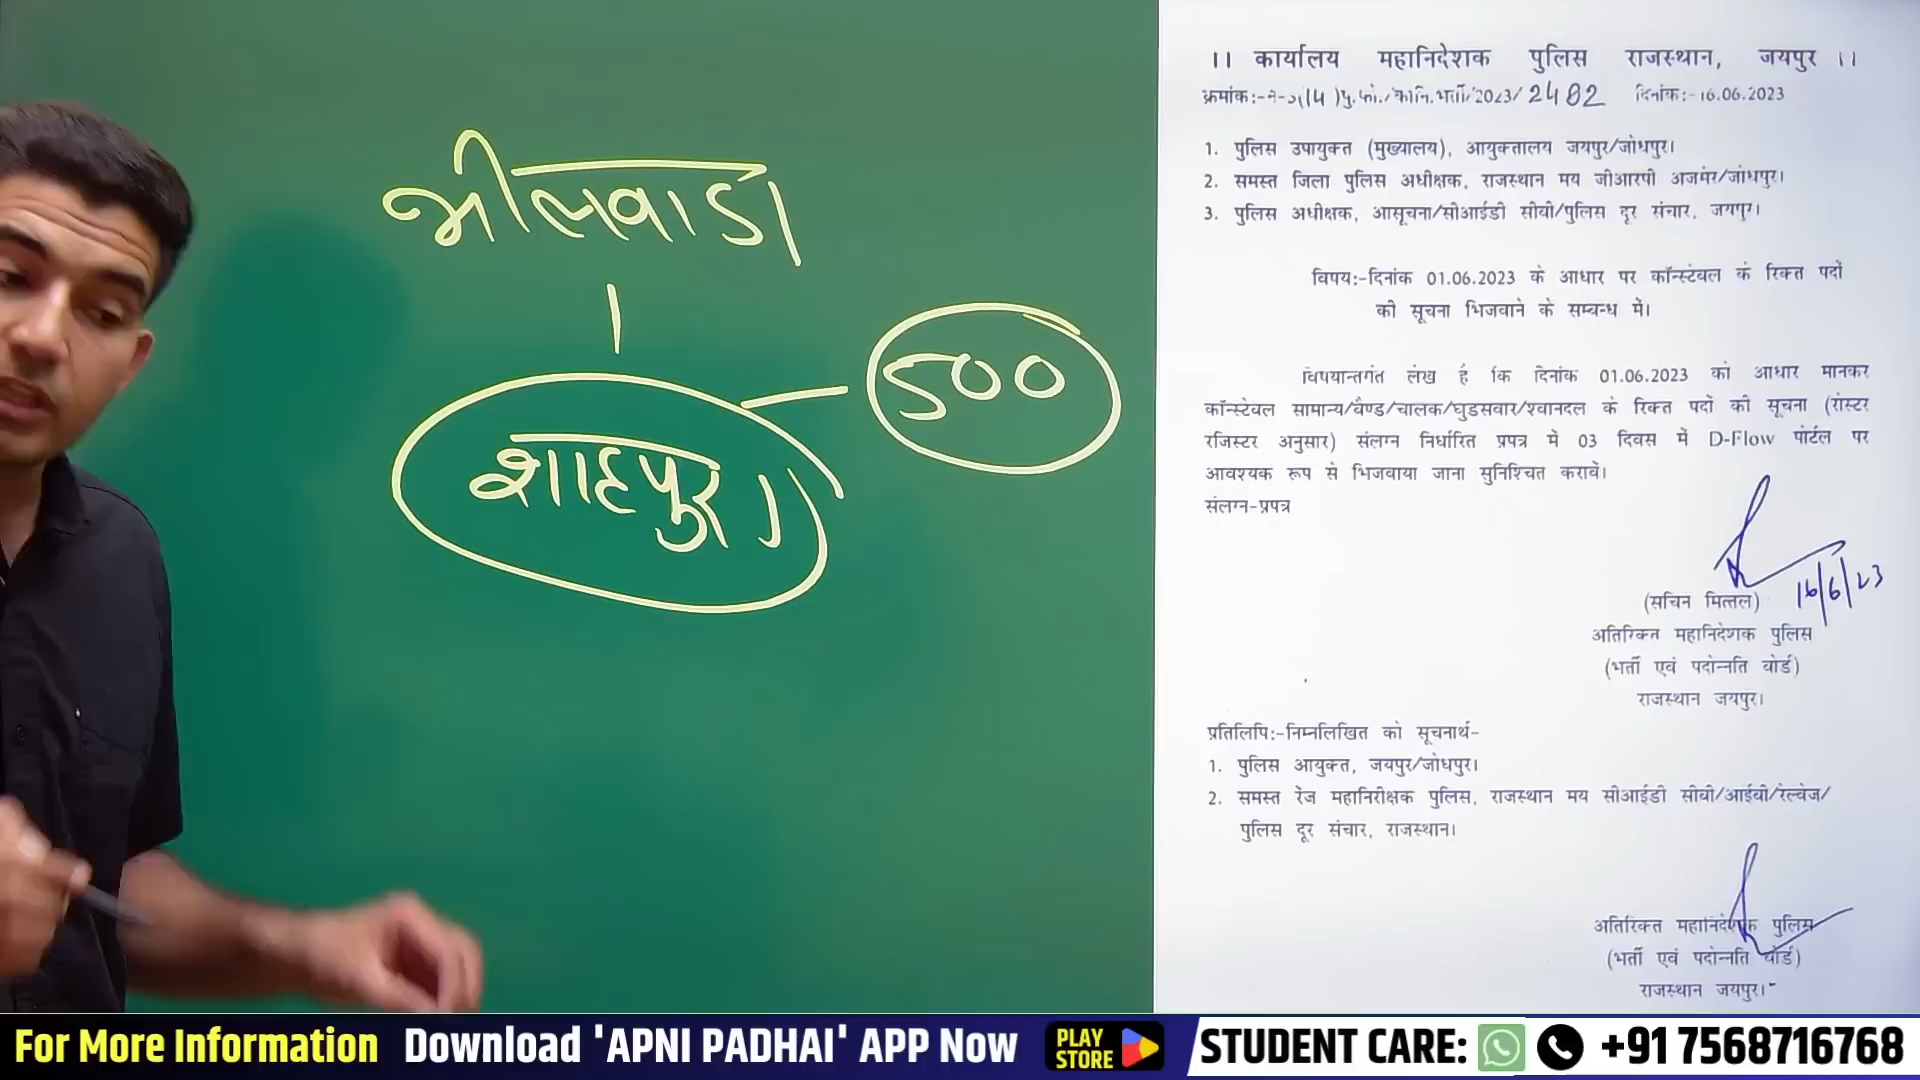 भीलवाडा
500
शाहपुरा
।। कार्यालय महानिदेशक पुलिस राजस्थान, जयपुर ।।
क्रमांक:- पु.फो./कानि.भर्ती/2023/2482 दिनांक:-16.06.2023
1. पुलिस उपायुक्त (मुख्यालय), आयुक्तालय जयपुर/जोधपुर।
2. समस्त जिला पुलिस अधीक्षक, राजस्थान मय जीआरपी अजमेर/जोधपुर।
3. पुलिस अधीक्षक, आसूचना/सीआईडी सीबी/पुलिस दूर संचार, जयपुर।
विषय:-दिनांक 01.06.2023 के आधार पर कॉन्स्टेबल के रिक्त पदों
की सूचना भिजवाने के सम्बन्ध में।
विषयान्तर्गत लेख है कि दिनांक 01.06.2023 को आधार मानकर
कॉन्स्टेबल सामान्य/बैण्ड/चालक/घुडसवार/श्वानदल के रिक्त पदों की सूचना (रोस्टर
रजिस्टर अनुसार) संलग्न निर्धारित प्रपत्र में 03 दिवस में D-Flow पोर्टल पर
आवश्यक रूप से भिजवाया जाना सुनिश्चित करावें।
संलग्न-प्रपत्र
16/6/23
(सचिन मित्तल)
अतिरिक्त महानिदेशक पुलिस
(भर्ती एवं पदोन्नति बोर्ड)
राजस्थान जयपुर।
प्रतिलिपि:-निम्नलिखित को सूचनार्थ-
1. पुलिस आयुक्त, जयपुर/जोधपुर।
2. समस्त रेंज महानिरीक्षक पुलिस, राजस्थान मय सीआईडी सीबी/आईबी/रेल्वेज/
पुलिस दूर संचार, राजस्थान।
अतिरिक्त महानिदेशक पुलिस
(भर्ती एवं पदोन्नति बोर्ड)
राजस्थान जयपुर।
For More Information Download 'APNI PADHAI' APP Now PLAY STORE STUDENT CARE: +91 7568716768